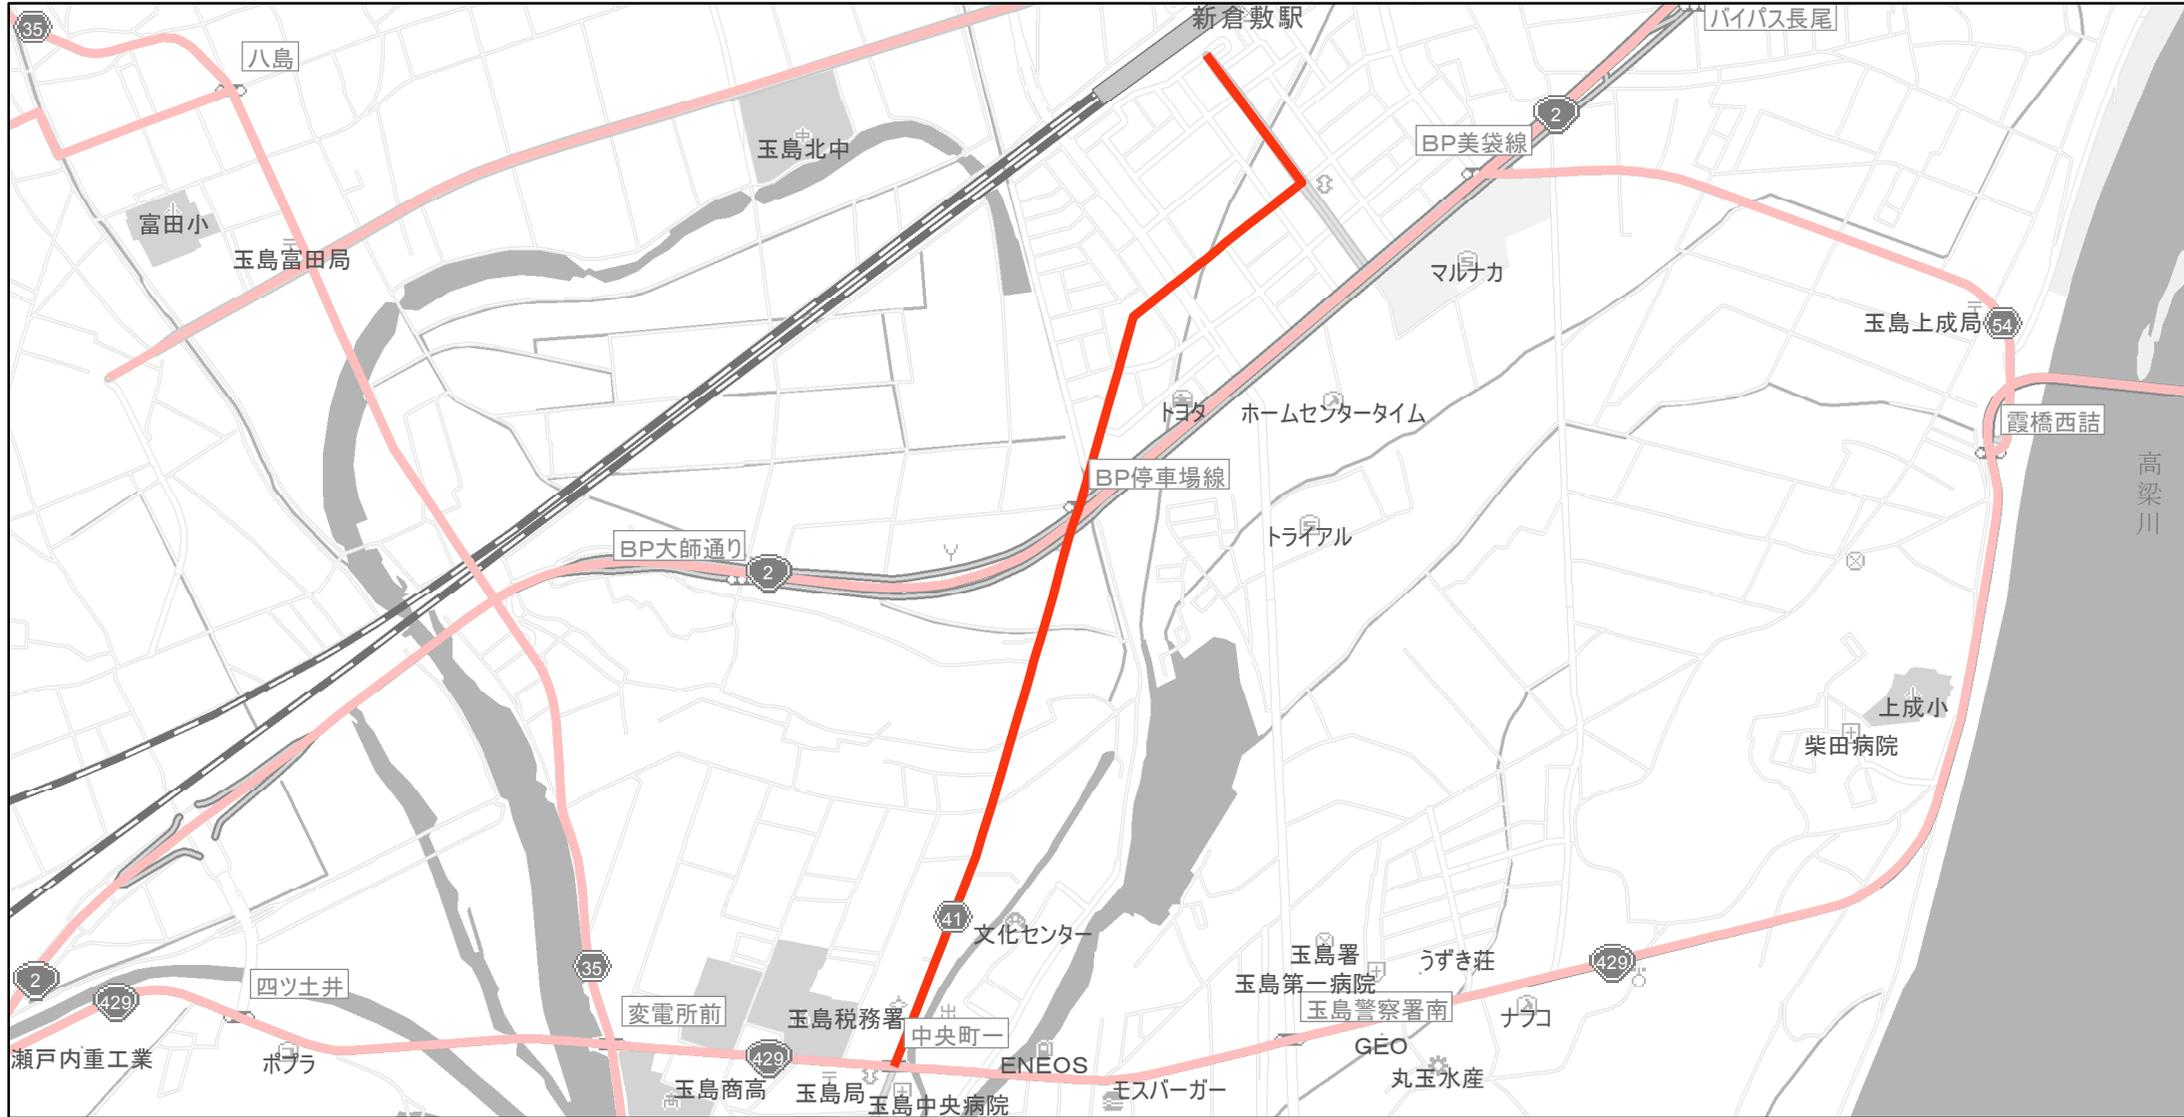 新倉敷駅
バイパス長尾
35
八島
2
BP美袋線
玉島北中
富田小
玉島富田局
マルナカ
玉島上成局
54
トヨタ
ホームセンタータイム
霞橋西詰
BP停車場線
高梁川
トライアル
BP大師通り
2
上成小
柴田病院
41
文化センター
玉島署
うずき荘
429
35
玉島第一病院
2
四ツ土井
429
変電所前
玉島税務署
玉島警察署南
ナフコ
中央町一
瀬戸内重工業
ポプラ
429
ENEOS
GEO
玉島商高
玉島局
玉島中央病院
モスバーガー
丸玉水産